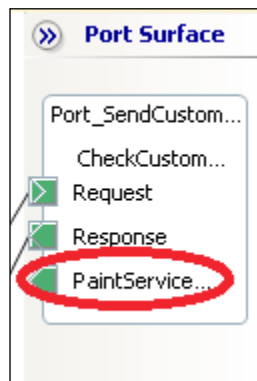 Port Surface
Port_SendCustom...
CheckCustom...
Request
Response
PaintService...